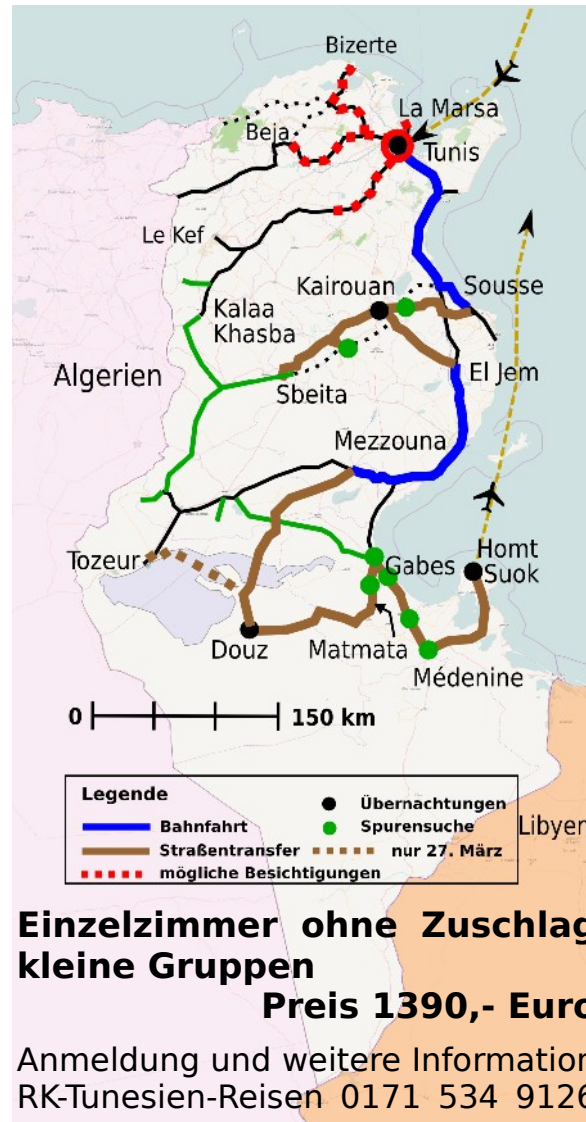 Bizerte
La Marsa
Beja
Tunis
Le Kef
Kairouan
Sousse
Kalaa
Khasba
Algerien
El Jem
Sbeita
Mezzouna
Homt
Suok
Tozeur
Gabes
Douz
Matmata
Médenine
0 150 km
Legende
Übernachtungen
Bahnfahrt
Spurensuche
Libyen
Straßentransfer
nur 27. März
mögliche Besichtigungen
Einzelzimmer ohne Zuschlag
kleine Gruppen
Preis 1390,- Euro
Anmeldung und weitere Information
RK-Tunesien-Reisen 0171 534 9126